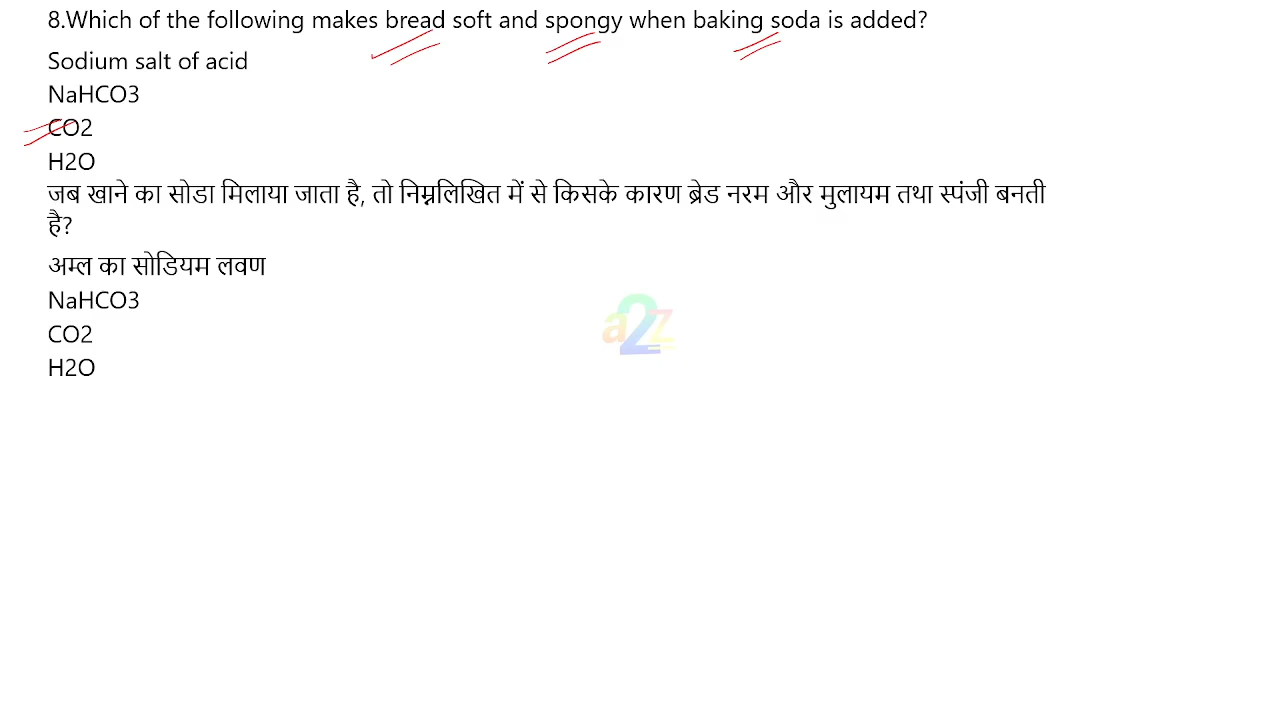 8.Which of the following makes bread soft and spongy when baking soda is added?
Sodium salt of acid
NaHCO3
CO2
H2O
जब खाने का सोडा मिलाया जाता है, तो निम्नलिखित में से किसके कारण ब्रेड नरम और मुलायम तथा स्पंजी बनती
है?
अम्ल का सोडियम लवण
NaHCO3
a2z
CO2
H2O